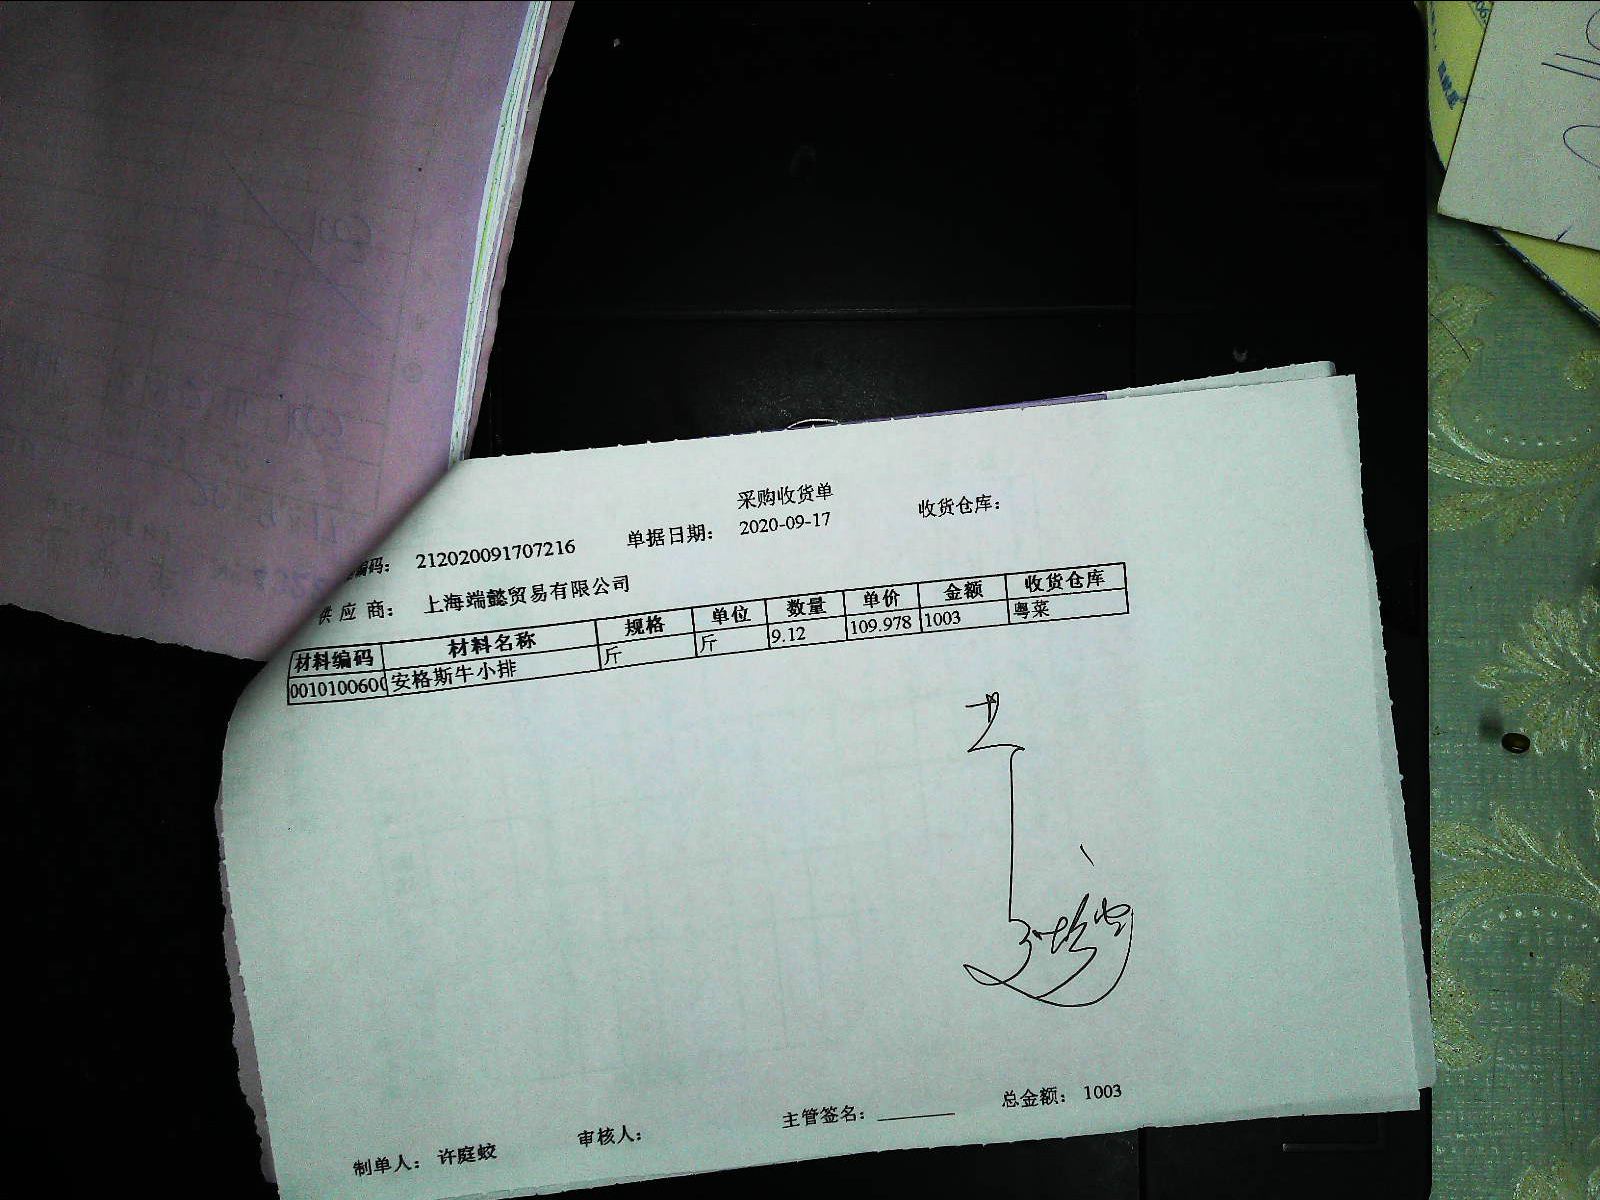 采购收货单
编码： 212020091707216 单据日期： 2020-09-17 收货仓库：
供 应 商： 上海端懿贸易有限公司
材料编码 材料名称 规格 单位 数量 单价 金额 收货仓库
0010100600 安格斯牛小排 斤 斤 9.12 109.978 1003 粤菜
制单人： 许庭蛟 审核人： 主管签名：________ 总金额： 1003